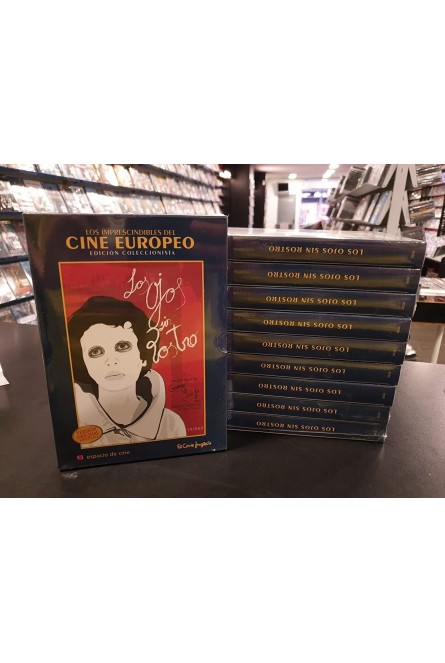 LOS IMPRESCINDIBLES DEL
CINE EUROPEO
EDICIÓN COLECCIONISTA
Los
Ojos
sin
Rostro
El Corte Inglés
espacio de cine
LOS OJOS SIN ROSTRO
LOS OJOS SIN ROSTRO
LOS OJOS SIN ROSTRO
LOS OJOS SIN ROSTRO
LOS OJOS SIN ROSTRO
LOS OJOS SIN ROSTRO
LOS OJOS SIN ROSTRO
LOS OJOS SIN ROSTRO
LOS OJOS SIN ROSTRO